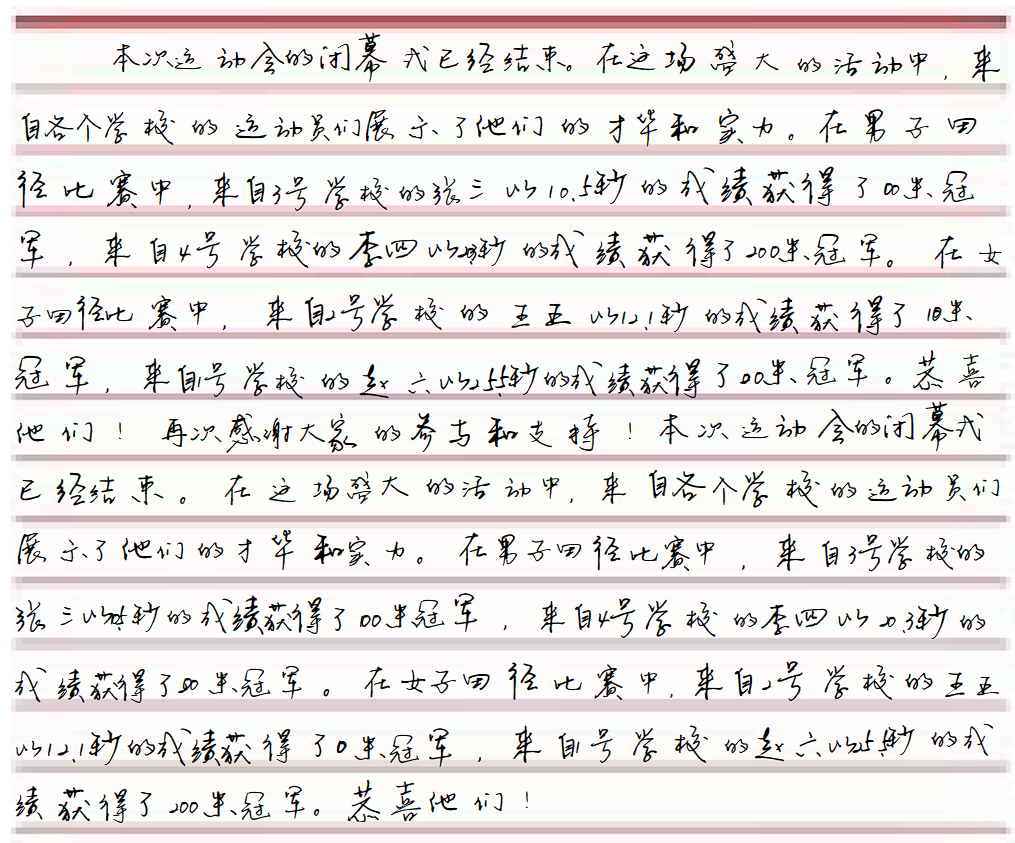 本次运动会的闭幕式已经结束。在这场盛大的活动中，来
自各个学校的运动员们展示了他们的才华和实力。在男子田
径比赛中，来自3号学校的张三以10.5秒的成绩获得了00米冠
军，来自4号学校的李四以秒的成绩获得了200米冠军。在女
子田径比赛中，来自2号学校的王五以12.1秒的成绩获得了米
冠军，来自1号学校的赵六以25.5秒的成绩获得了00米冠军。恭喜
他们！再次感谢大家的参与和支持！本次运动会的闭幕式
已经结束。在这场盛大的活动中，来自各个学校的运动员们
展示了他们的才华和实力。在男子田径比赛中，来自3号学校的
张三以秒的成绩获得了00米冠军，来自4号学校的李四以20.3秒的
成绩获得了米冠军。在女子田径比赛中，来自2号学校的王五
以12.1秒的成绩获得了0米冠军，来自1号学校的赵六以25.5秒的成
绩获得了200米冠军。恭喜他们！